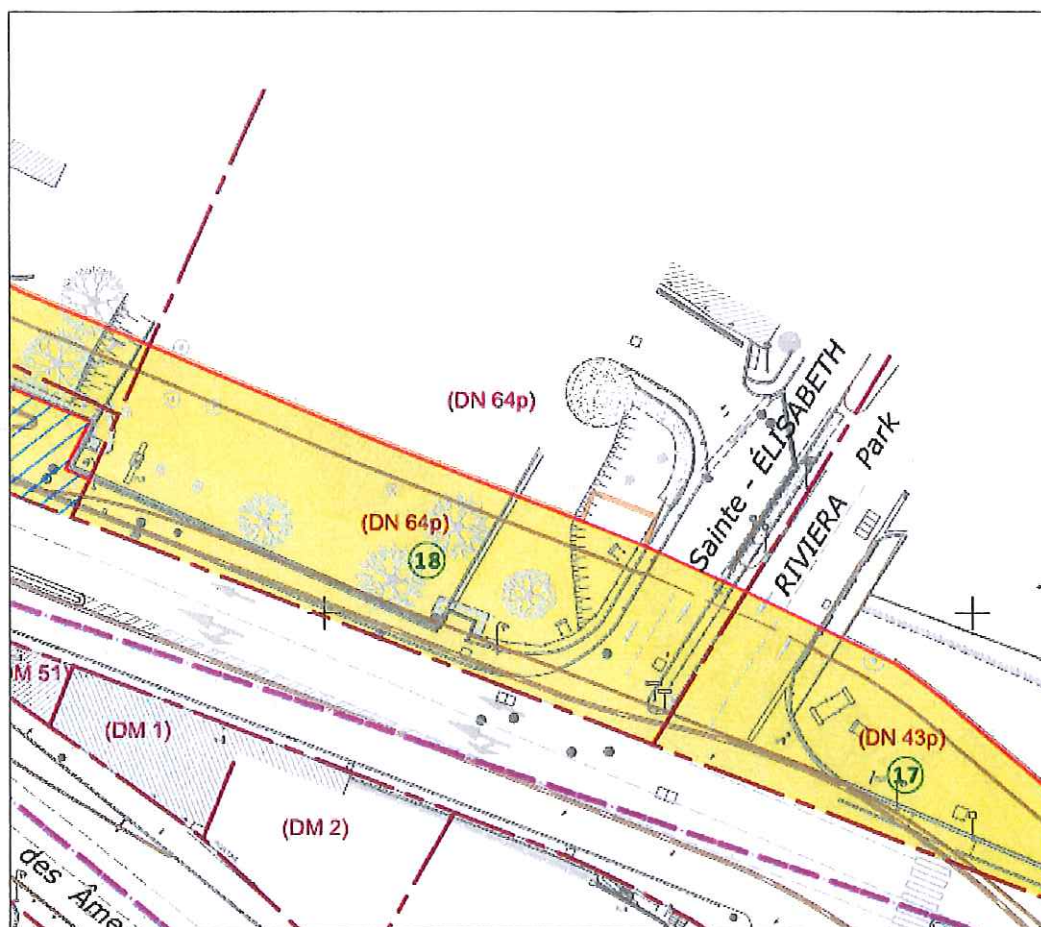 (DN 64p)
Sainte - ÉLISABETH
RIVIERA Park
(DN 64p)
18
(DN 43p)
17
M 51)
(DM 1)
(DM 2)
des Âme